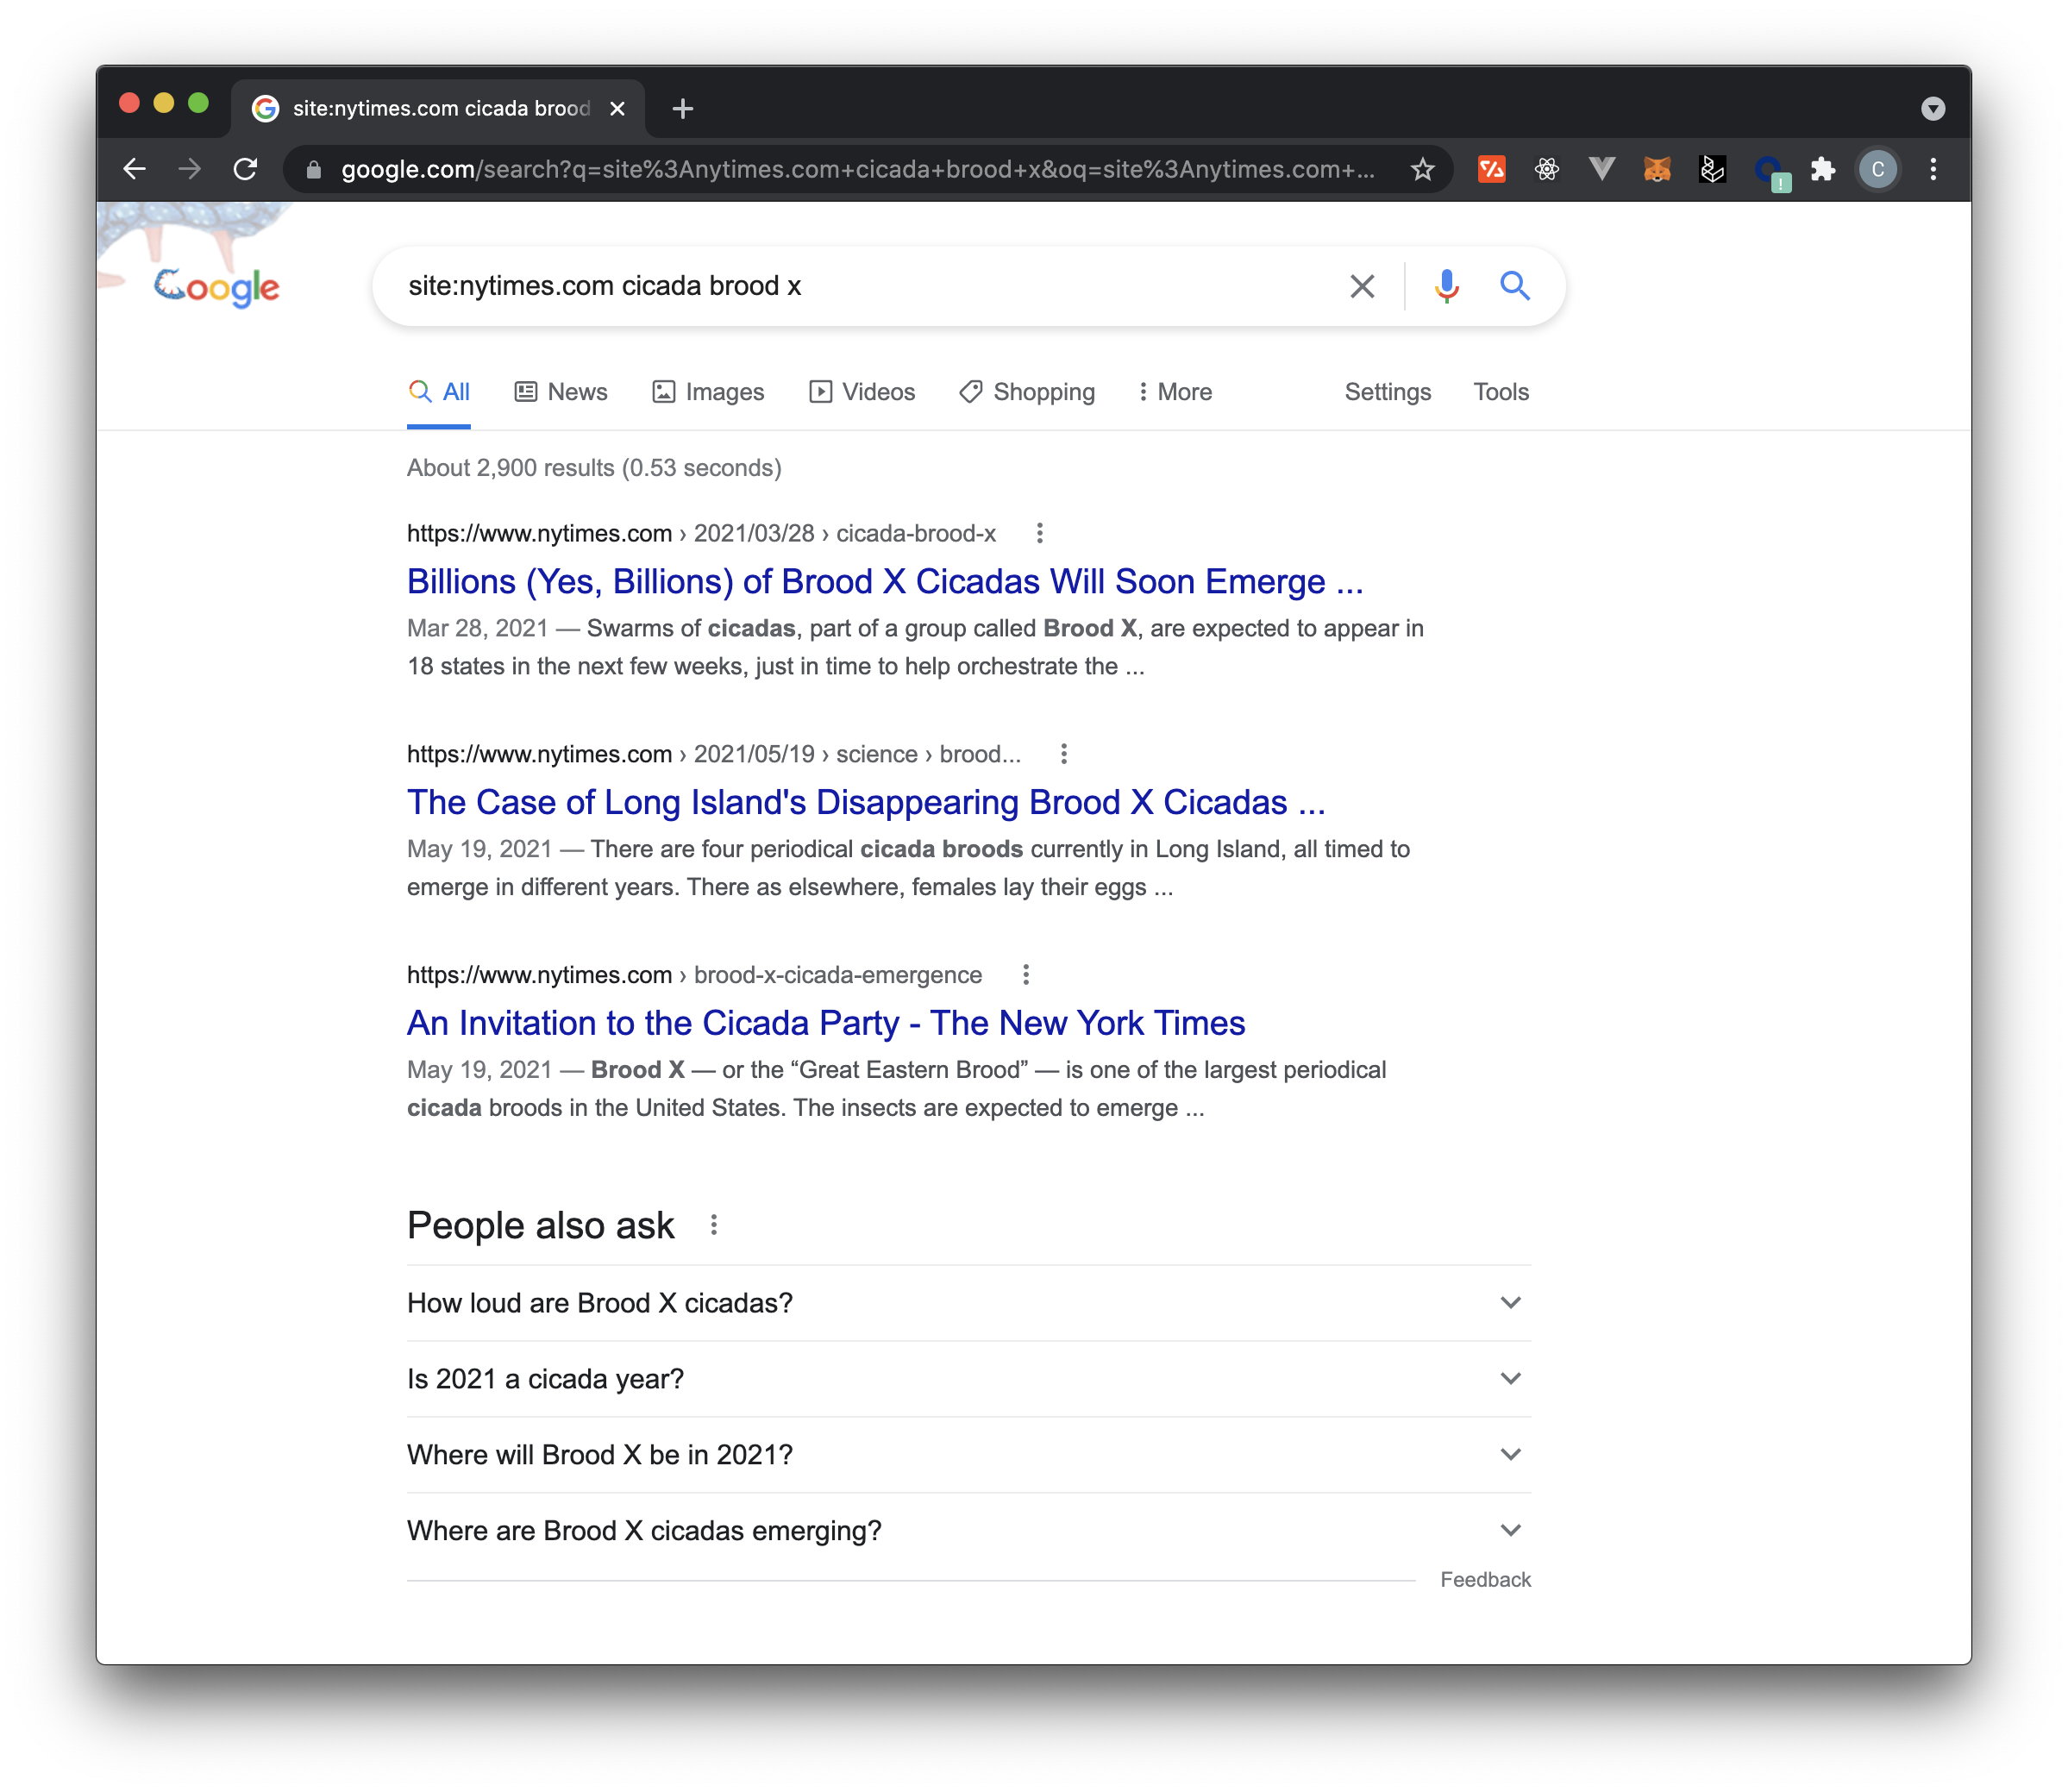 site:nytimes.com cicada brood
google.com/search?q=site%3Anytimes.com+cicada+brood+x&oq=site%3Anytimes.com+...
C
Google
site:nytimes.com cicada brood x
All News Images Videos Shopping More Settings Tools
About 2,900 results (0.53 seconds)
https://www.nytimes.com › 2021/03/28 › cicada-brood-x
Billions (Yes, Billions) of Brood X Cicadas Will Soon Emerge ...
Mar 28, 2021 — Swarms of cicadas, part of a group called Brood X, are expected to appear in
18 states in the next few weeks, just in time to help orchestrate the ...
https://www.nytimes.com › 2021/05/19 › science › brood...
The Case of Long Island's Disappearing Brood X Cicadas ...
May 19, 2021 — There are four periodical cicada broods currently in Long Island, all timed to
emerge in different years. There as elsewhere, females lay their eggs ...
https://www.nytimes.com › brood-x-cicada-emergence
An Invitation to the Cicada Party - The New York Times
May 19, 2021 — Brood X — or the “Great Eastern Brood” — is one of the largest periodical
cicada broods in the United States. The insects are expected to emerge ...
People also ask
How loud are Brood X cicadas?
Is 2021 a cicada year?
Where will Brood X be in 2021?
Where are Brood X cicadas emerging?
Feedback